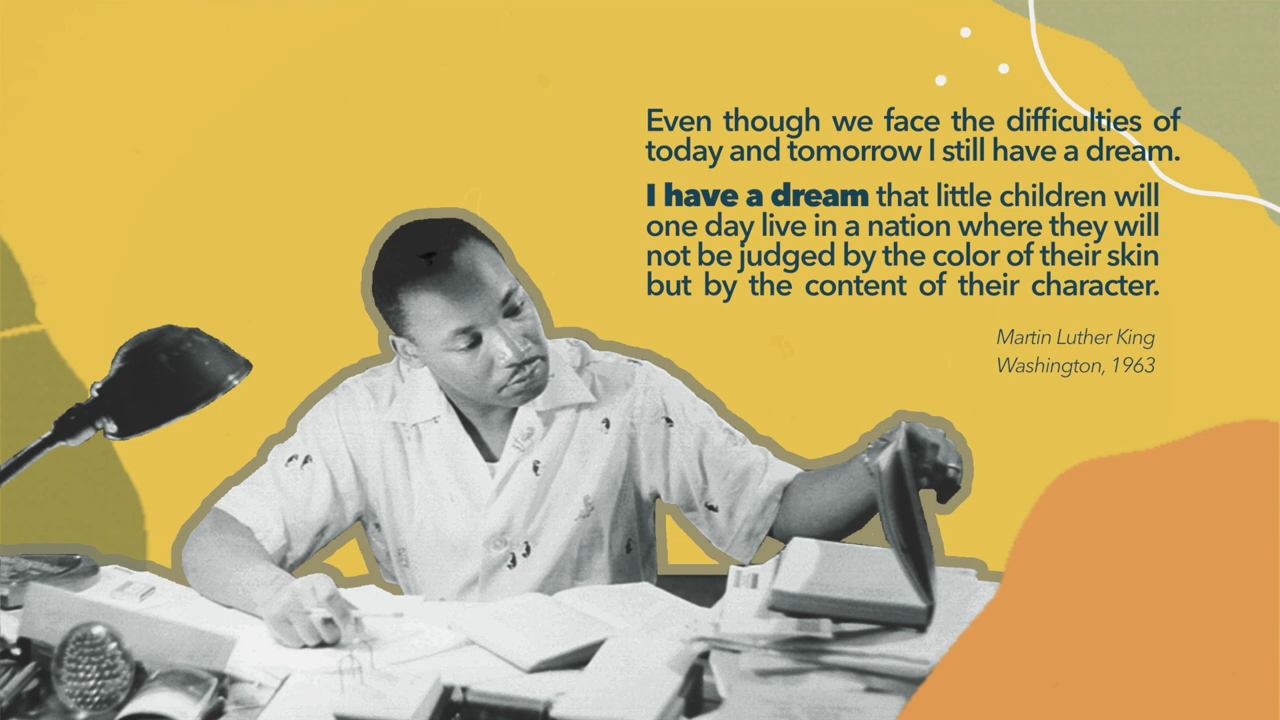 Even though we face the difficulties of
today and tomorrow I still have a dream.
I have a dream that little children will
one day live in a nation where they will
not be judged by the color of their skin
but by the content of their character.
Martin Luther King
Washington, 1963